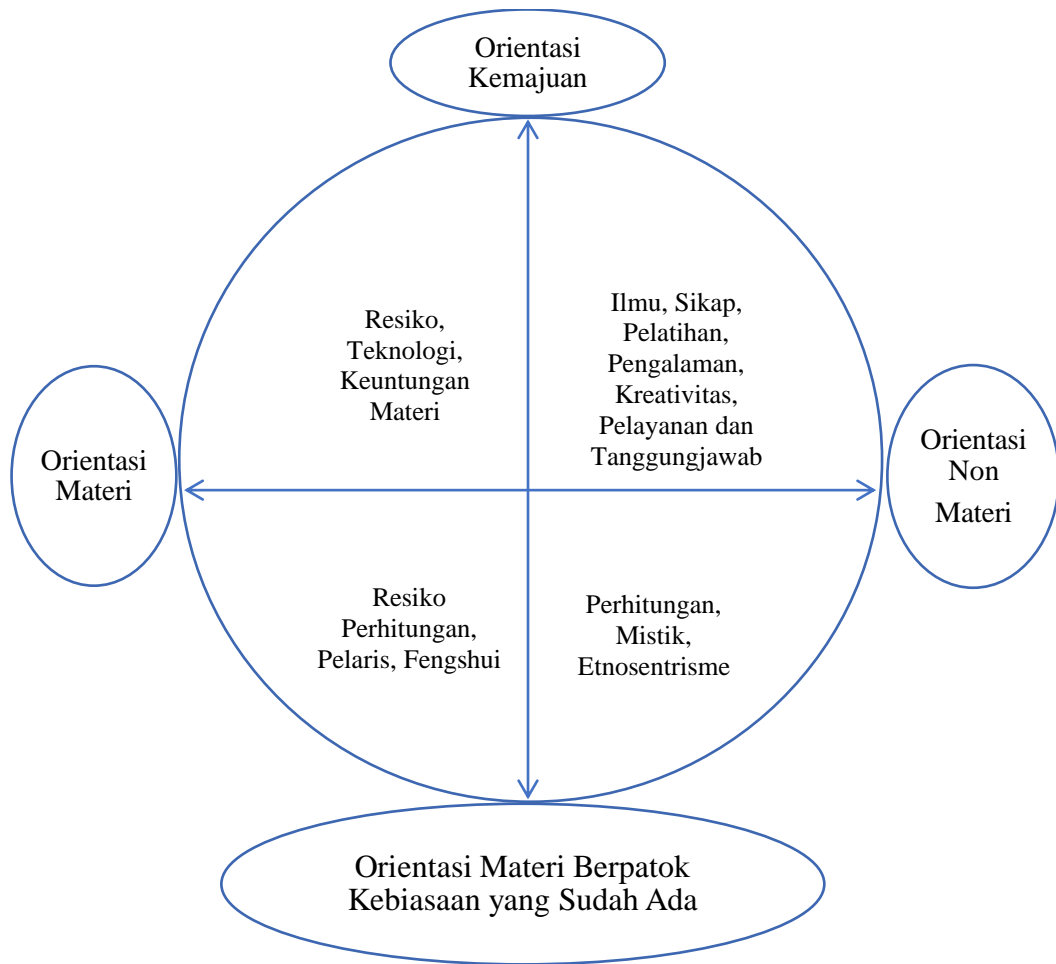 Orientasi
Kemajuan
Resiko,
Teknologi,
Keuntungan
Materi
Ilmu, Sikap,
Pelatihan,
Pengalaman,
Kreativitas,
Pelayanan dan
Tanggungjawab
Orientasi
Materi
Orientasi
Non
Materi
Resiko
Perhitungan,
Pelaris, Fengshui
Perhitungan,
Mistik,
Etnosentrisme
Orientasi Materi Berpatok
Kebiasaan yang Sudah Ada